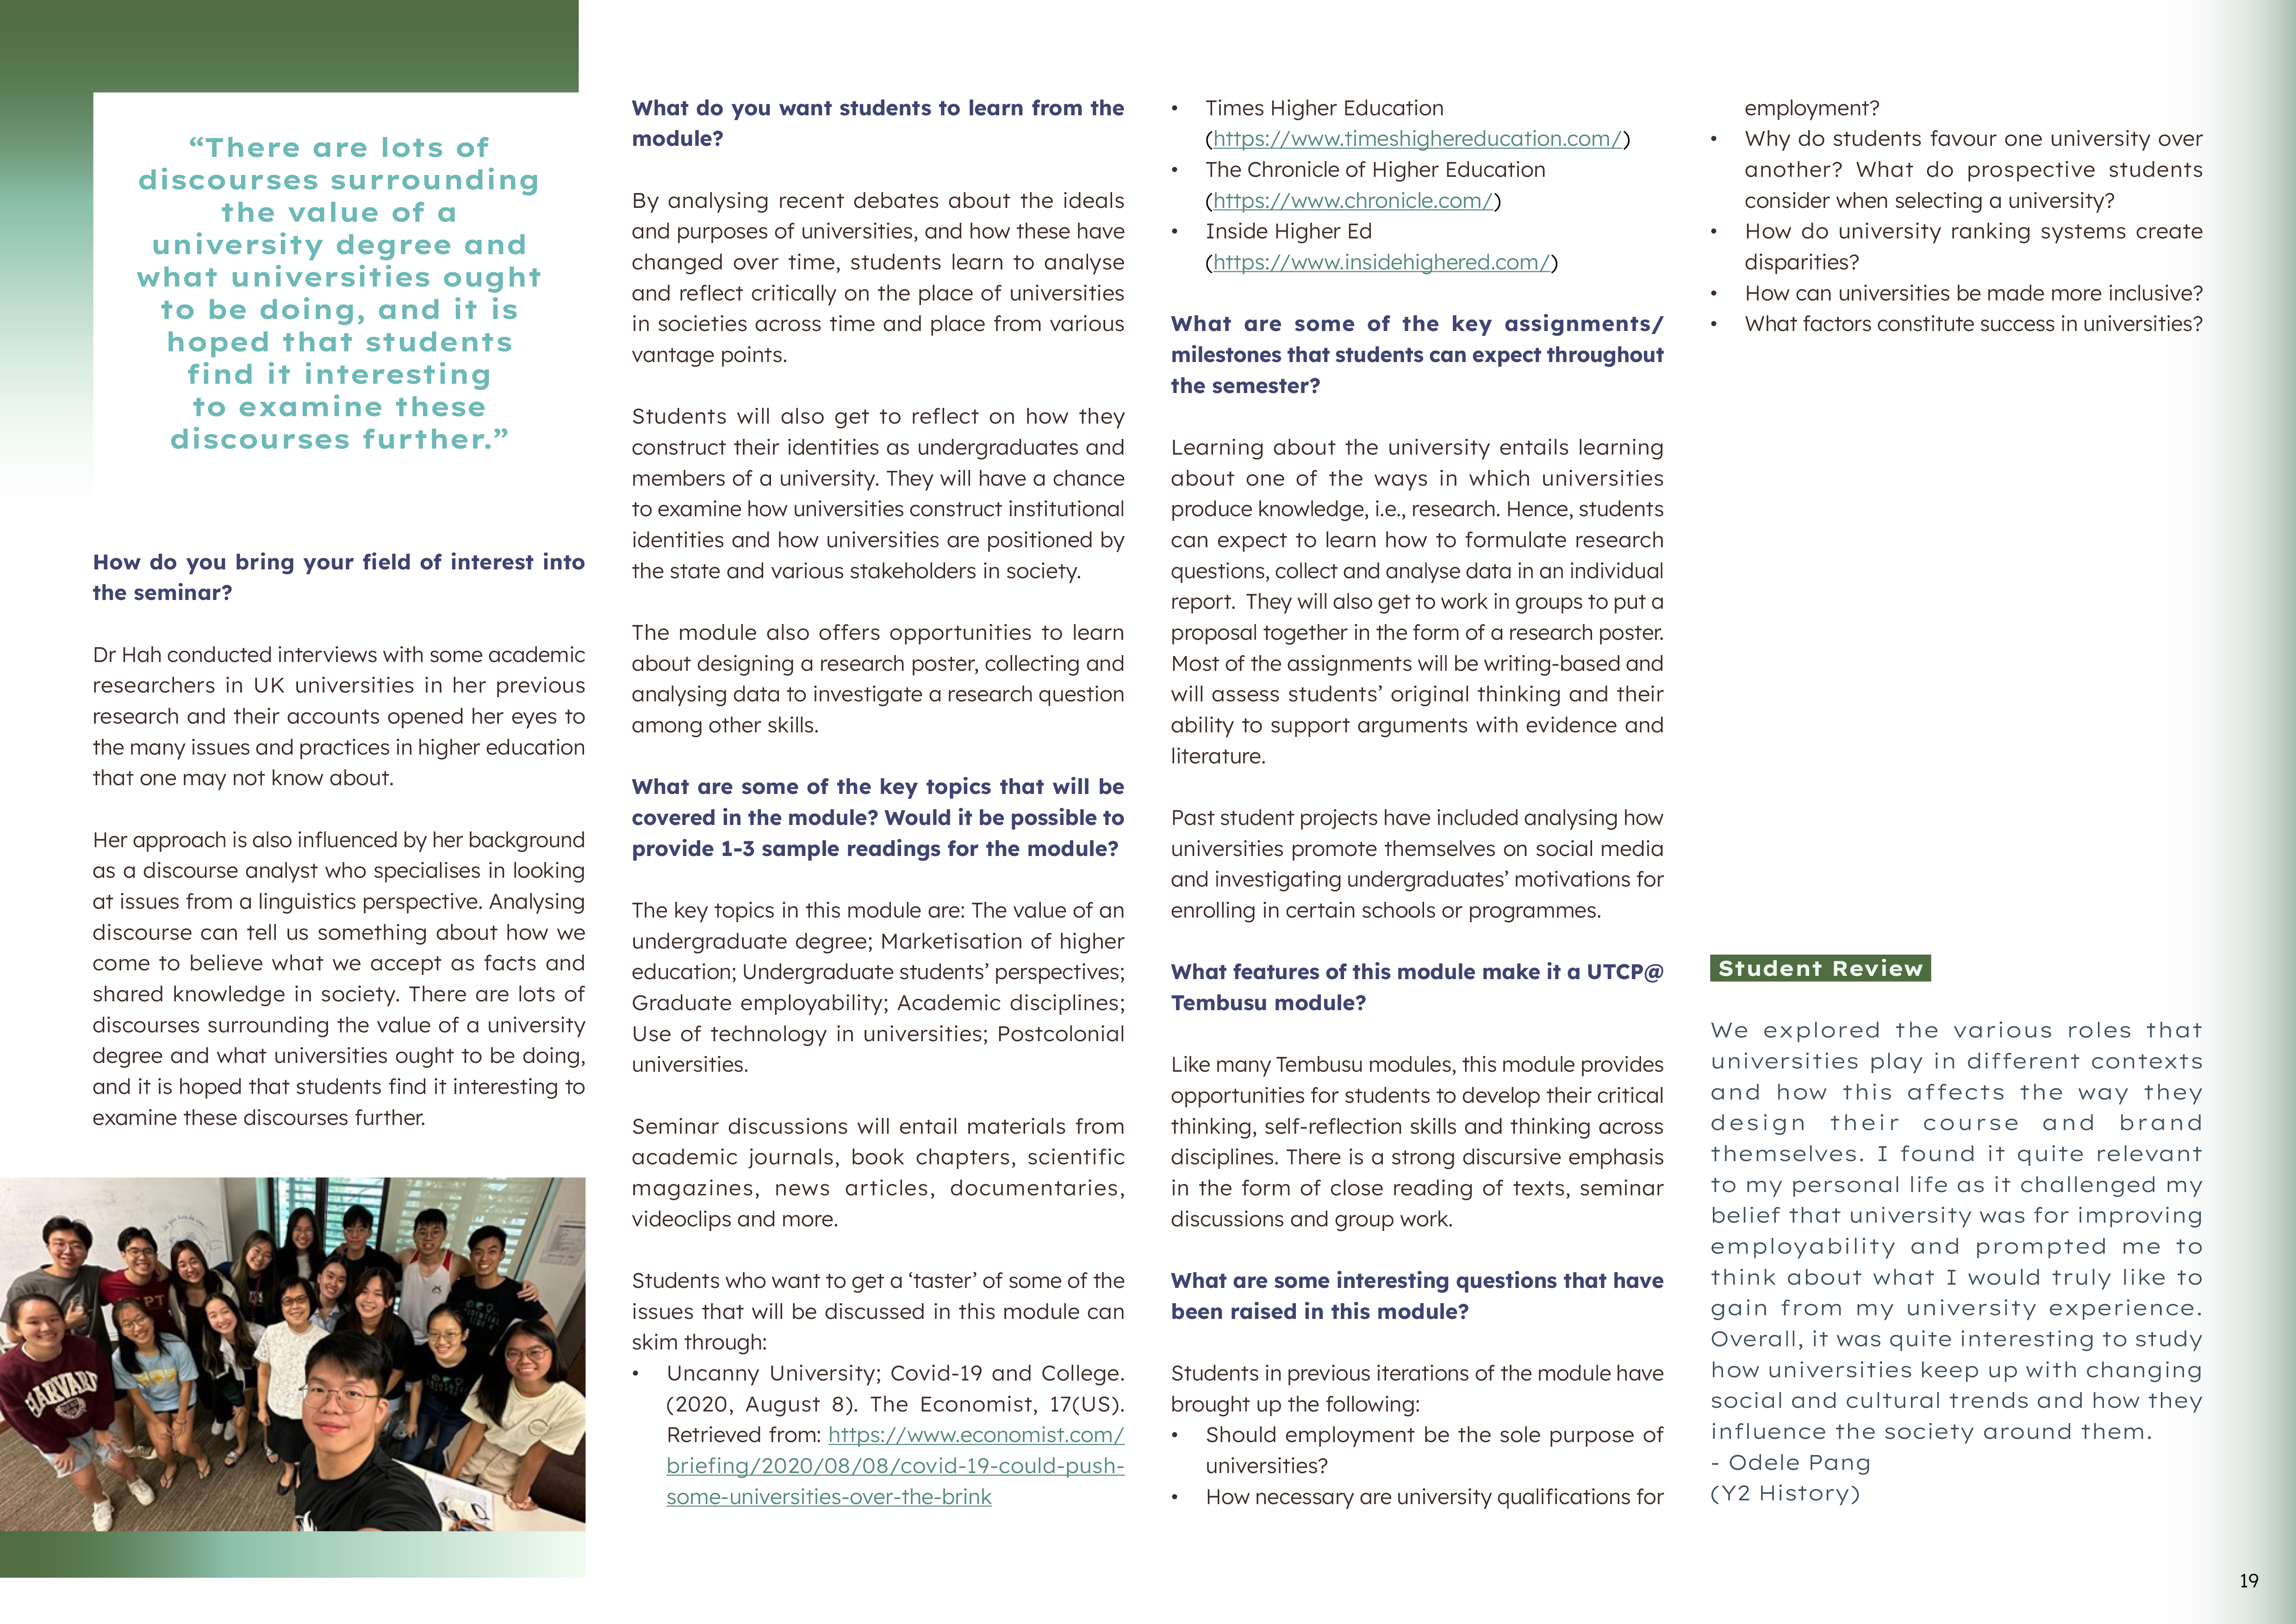 “There are lots of
discourses surrounding
the value of a
university degree and
what universities ought
to be doing, and it is
hoped that students
find it interesting
to examine these
discourses further.”
How do you bring your field of interest into
the seminar?
Dr Hah conducted interviews with some academic
researchers in UK universities in her previous
research and their accounts opened her eyes to
the many issues and practices in higher education
that one may not know about.
Her approach is also influenced by her background
as a discourse analyst who specialises in looking
at issues from a linguistics perspective. Analysing
discourse can tell us something about how we
come to believe what we accept as facts and
shared knowledge in society. There are lots of
discourses surrounding the value of a university
degree and what universities ought to be doing,
and it is hoped that students find it interesting to
examine these discourses further.
HARVARD
What do you want students to learn from the
module?
By analysing recent debates about the ideals
and purposes of universities, and how these have
changed over time, students learn to analyse
and reflect critically on the place of universities
in societies across time and place from various
vantage points.
Students will also get to reflect on how they
construct their identities as undergraduates and
members of a university. They will have a chance
to examine how universities construct institutional
identities and how universities are positioned by
the state and various stakeholders in society.
The module also offers opportunities to learn
about designing a research poster, collecting and
analysing data to investigate a research question
among other skills.
What are some of the key topics that will be
covered in the module? Would it be possible to
provide 1-3 sample readings for the module?
The key topics in this module are: The value of an
undergraduate degree; Marketisation of higher
education; Undergraduate students’ perspectives;
Graduate employability; Academic disciplines;
Use of technology in universities; Postcolonial
universities.
Seminar discussions will entail materials from
academic journals, book chapters, scientific
magazines, news articles, documentaries,
videoclips and more.
Students who want to get a ‘taster’ of some of the
issues that will be discussed in this module can
skim through:
• Uncanny University; Covid-19 and College.
(2020, August 8). The Economist, 17(US).
Retrieved from: https://www.economist.com/
briefing/2020/08/08/covid-19-could-push-
some-universities-over-the-brink
• Times Higher Education
(https://www.timeshighereducation.com/)
• The Chronicle of Higher Education
(https://www.chronicle.com/)
• Inside Higher Ed
(https://www.insidehighered.com/)
What are some of the key assignments/
milestones that students can expect throughout
the semester?
Learning about the university entails learning
about one of the ways in which universities
produce knowledge, i.e., research. Hence, students
can expect to learn how to formulate research
questions, collect and analyse data in an individual
report. They will also get to work in groups to put a
proposal together in the form of a research poster.
Most of the assignments will be writing-based and
will assess students’ original thinking and their
ability to support arguments with evidence and
literature.
Past student projects have included analysing how
universities promote themselves on social media
and investigating undergraduates’ motivations for
enrolling in certain schools or programmes.
What features of this module make it a UTCP@
Tembusu module?
Like many Tembusu modules, this module provides
opportunities for students to develop their critical
thinking, self-reflection skills and thinking across
disciplines. There is a strong discursive emphasis
in the form of close reading of texts, seminar
discussions and group work.
What are some interesting questions that have
been raised in this module?
Students in previous iterations of the module have
brought up the following:
• Should employment be the sole purpose of
universities?
• How necessary are university qualifications for
employment?
• Why do students favour one university over
another? What do prospective students
consider when selecting a university?
• How do university ranking systems create
disparities?
• How can universities be made more inclusive?
• What factors constitute success in universities?
Student Review
We explored the various roles that
universities play in different contexts
and how this affects the way they
design their course and brand
themselves. I found it quite relevant
to my personal life as it challenged my
belief that university was for improving
employability and prompted me to
think about what I would truly like to
gain from my university experience.
Overall, it was quite interesting to study
how universities keep up with changing
social and cultural trends and how they
influence the society around them.
- Odele Pang
(Y2 History)
19